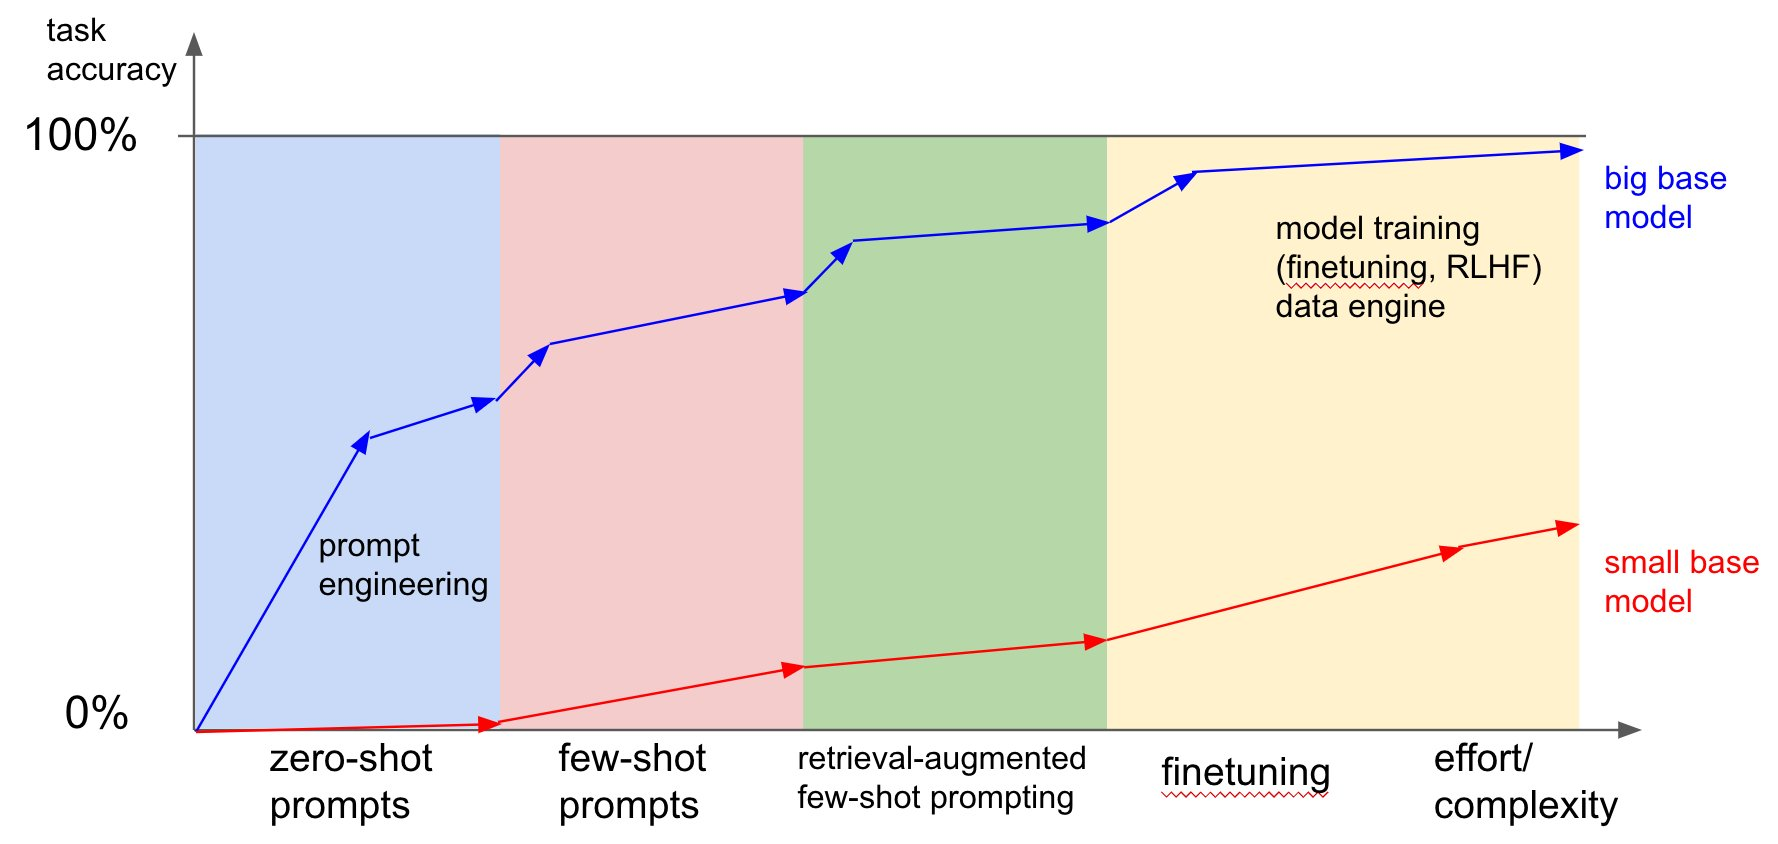 task
accuracy
100%
big base
model
model training
(finetuning, RLHF)
data engine
prompt
engineering
small base
model
0%
zero-shot
prompts
few-shot
prompts
retrieval-augmented
few-shot prompting
finetuning
effort/
complexity